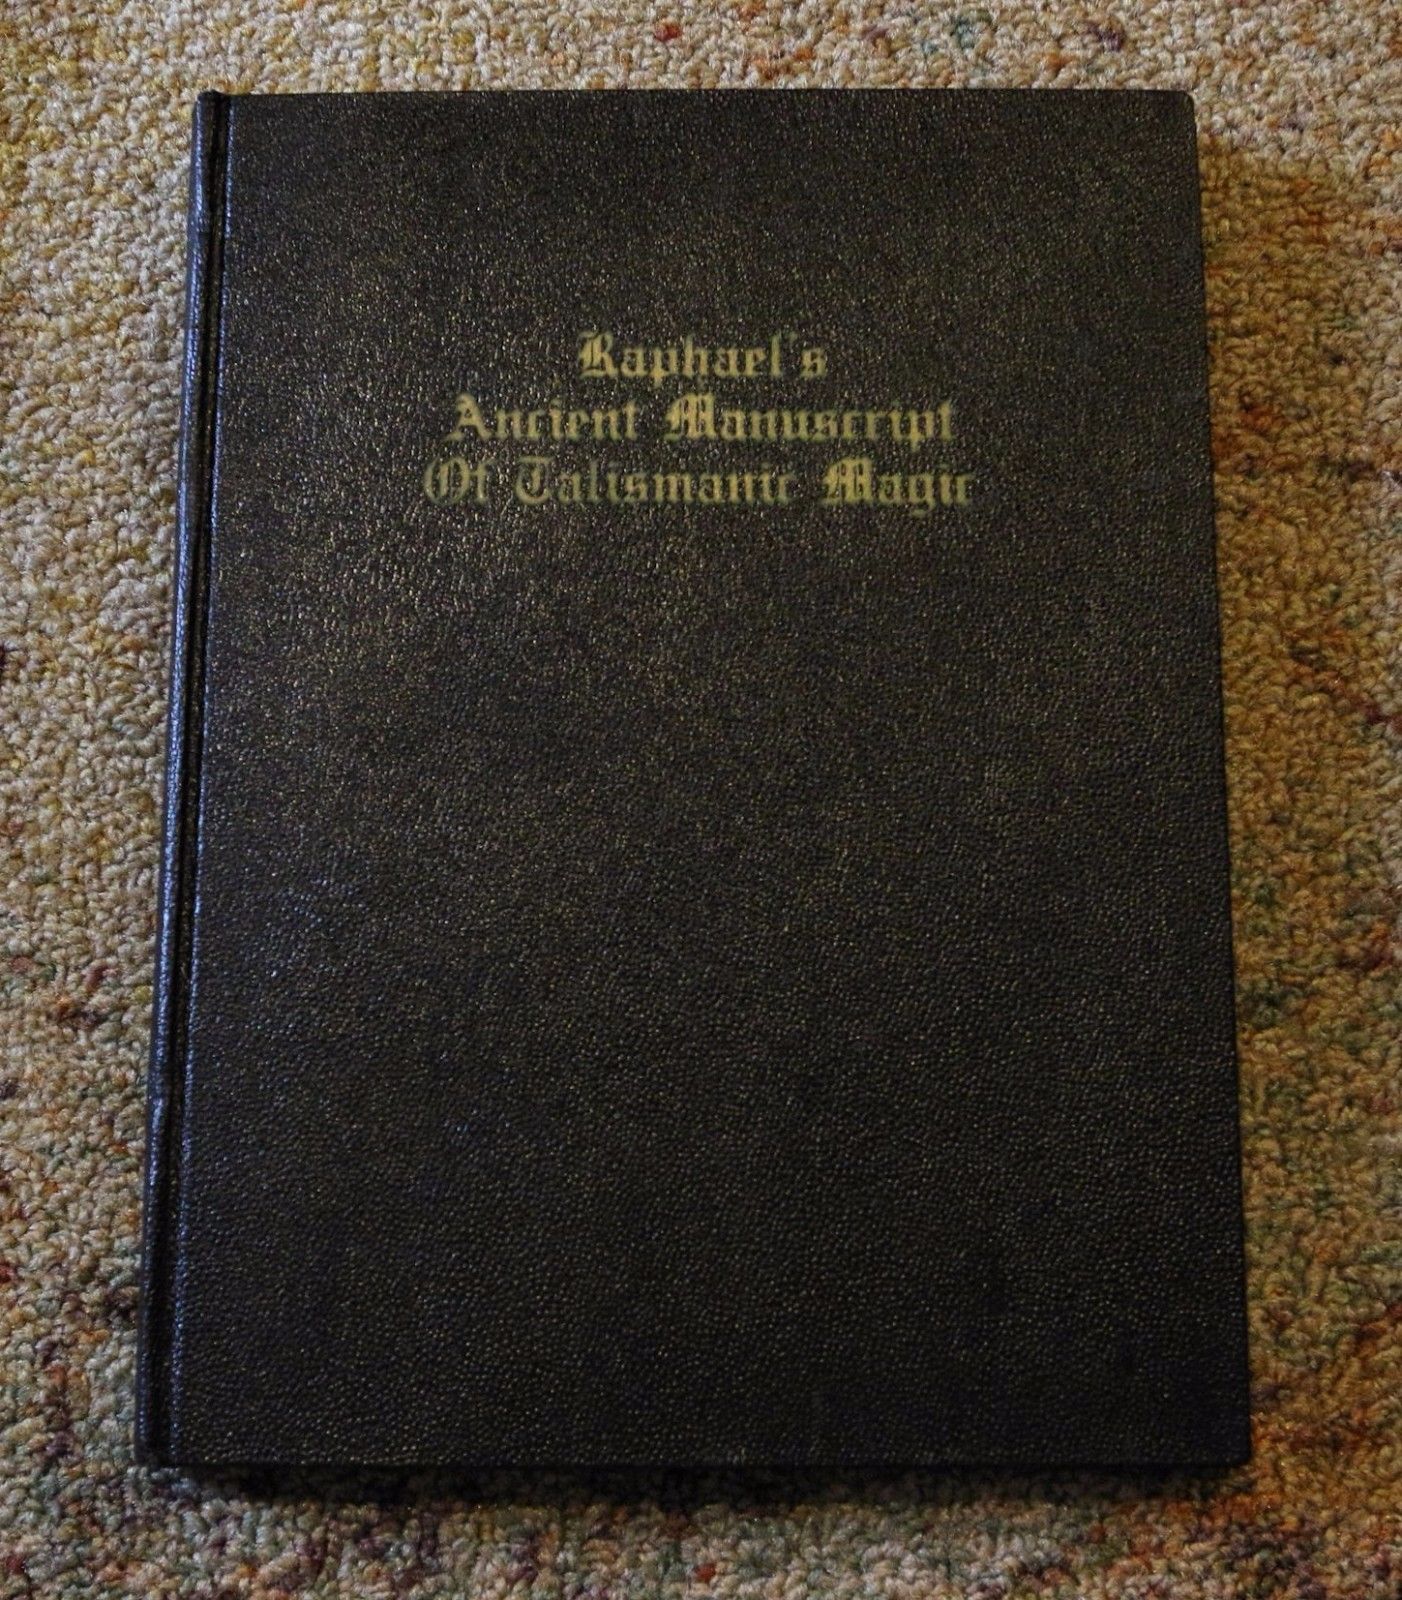 Raphael's
Ancient Manuscript
Of Talismanic Magic